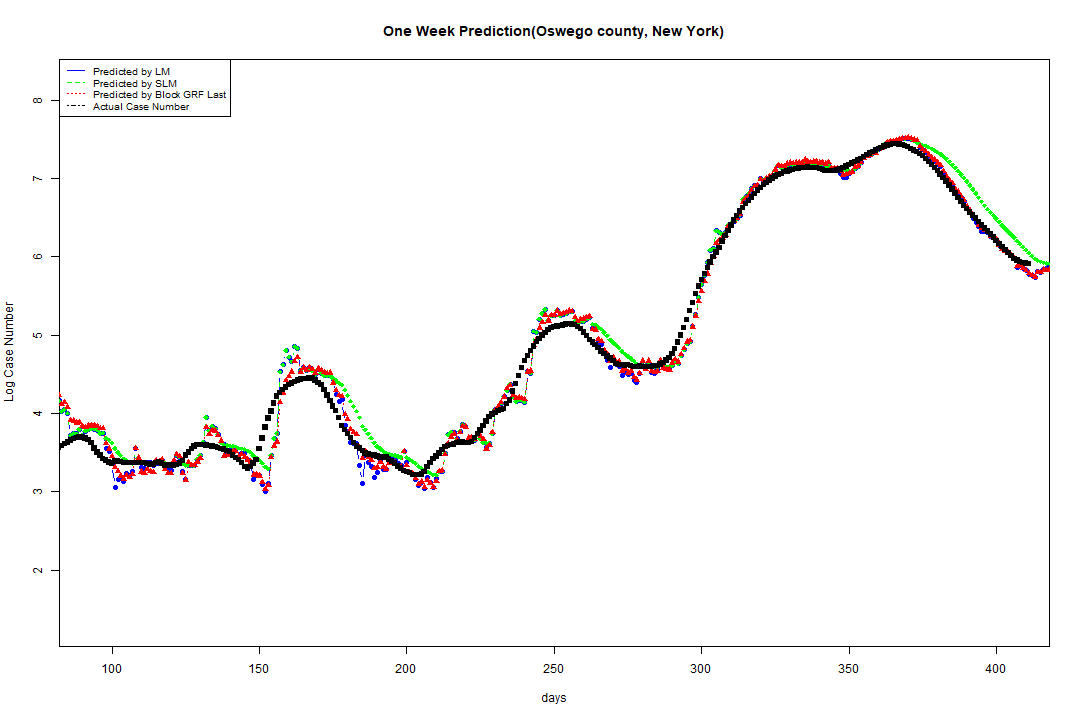 One Week Prediction(Oswego county, New York)
Predicted by LM
Predicted by SLM
Predicted by Block GRF Last
Actual Case Number
8
7
6
5
4
3
2
Log Case Number
100 150 200 250 300 350 400
days